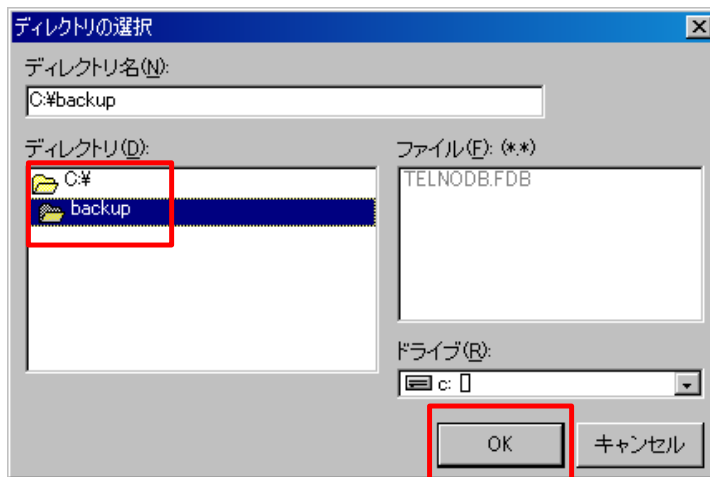 ディレクトリの選択
ディレクトリ名(N):
C:¥backup
ディレクトリ(D):
C:¥
backup
ファイル(F): (*.*)
TELNODB.FDB
ドライブ(R):
c: []
OK
キャンセル